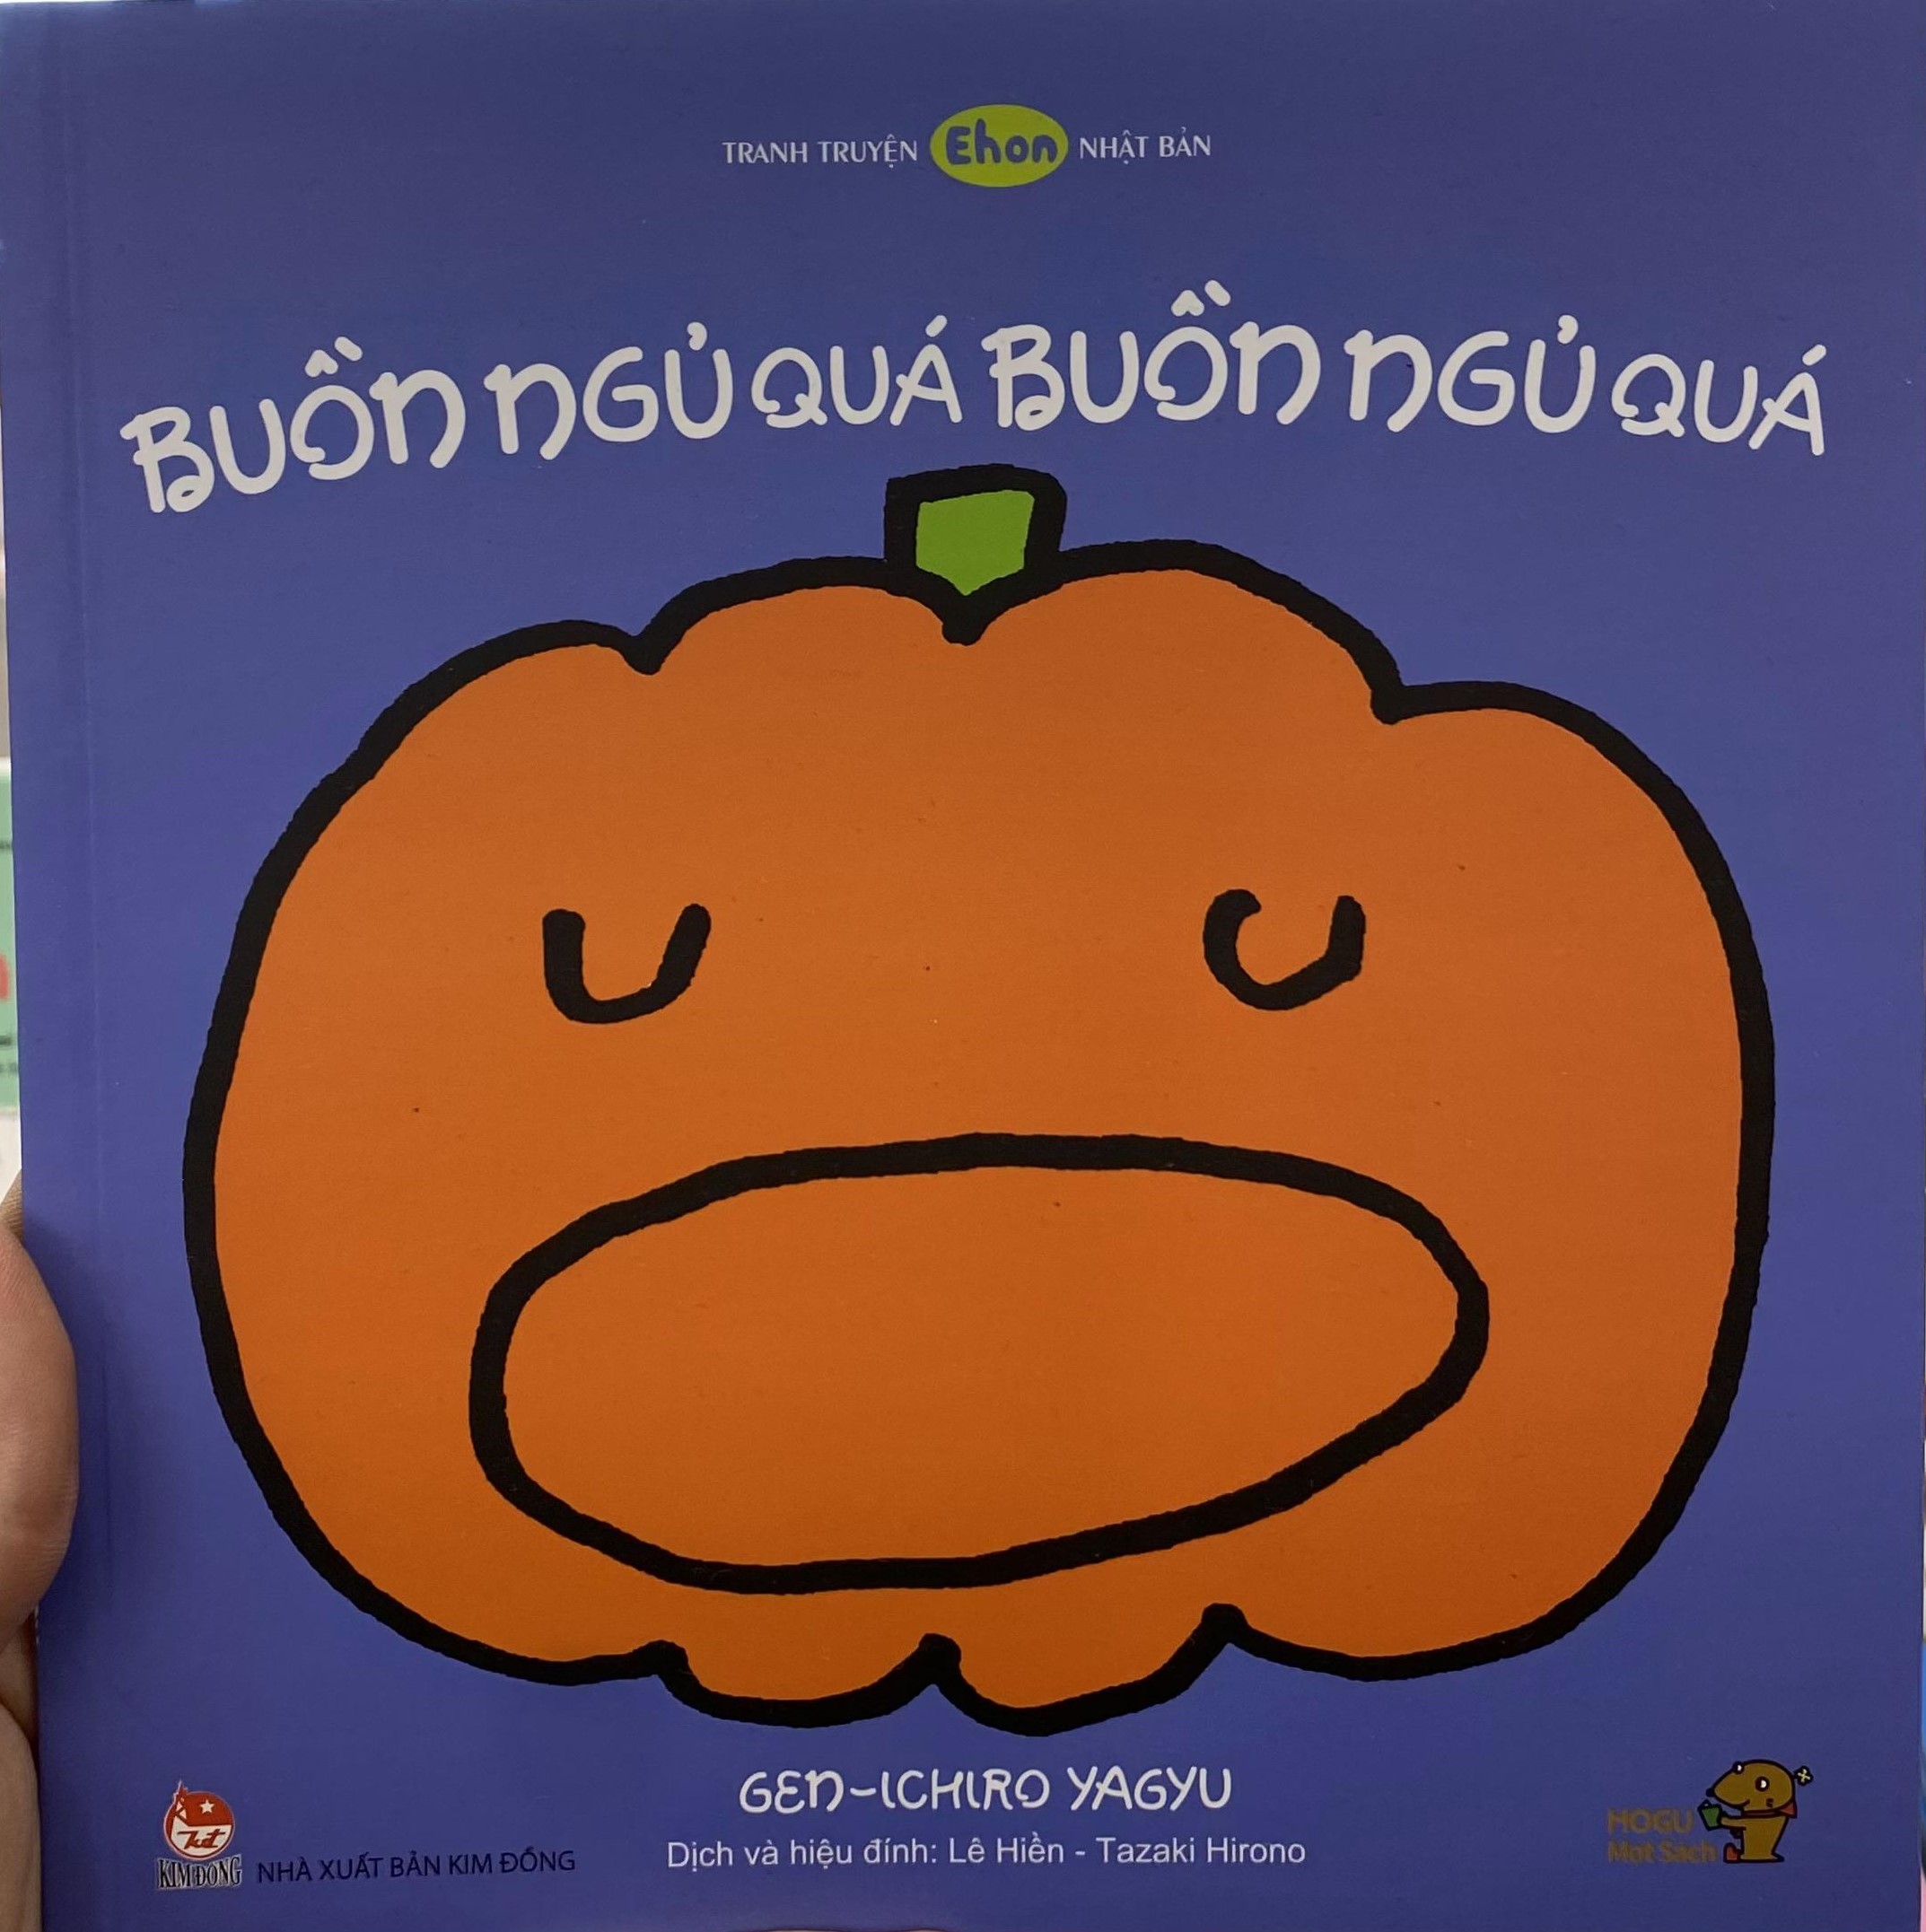 TRANH TRUYỆN Ehon NHẬT BẢN
BUỒN NGỦ QUÁ BUỒN NGỦ QUÁ
GEN-ICHIRO YAGYU
Dịch và hiệu đính: Lê Hiền - Tazaki Hirono
KIM ĐỒNG
NHÀ XUẤT BẢN KIM ĐỒNG
MOGU
Mọt Sách